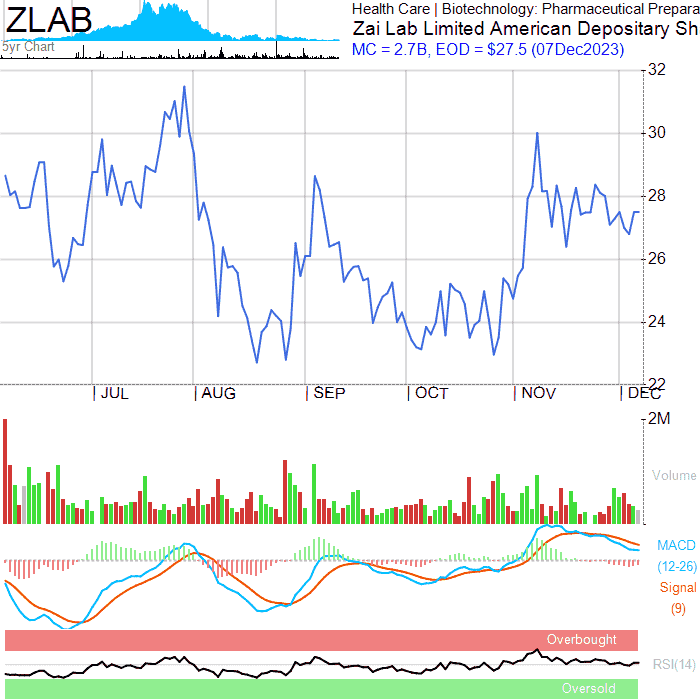 ZLAB
5yr Chart
Health Care | Biotechnology: Pharmaceutical Prepara
Zai Lab Limited American Depositary Sh
MC = 2.7B, EOD = $27.5 (07Dec2023)
32
30
28
26
24
22
JUL
AUG
SEP
OCT
NOV
DEC
2M
Volume
MACD
(12-26)
Signal
(9)
Overbought
RSI(14)
Oversold